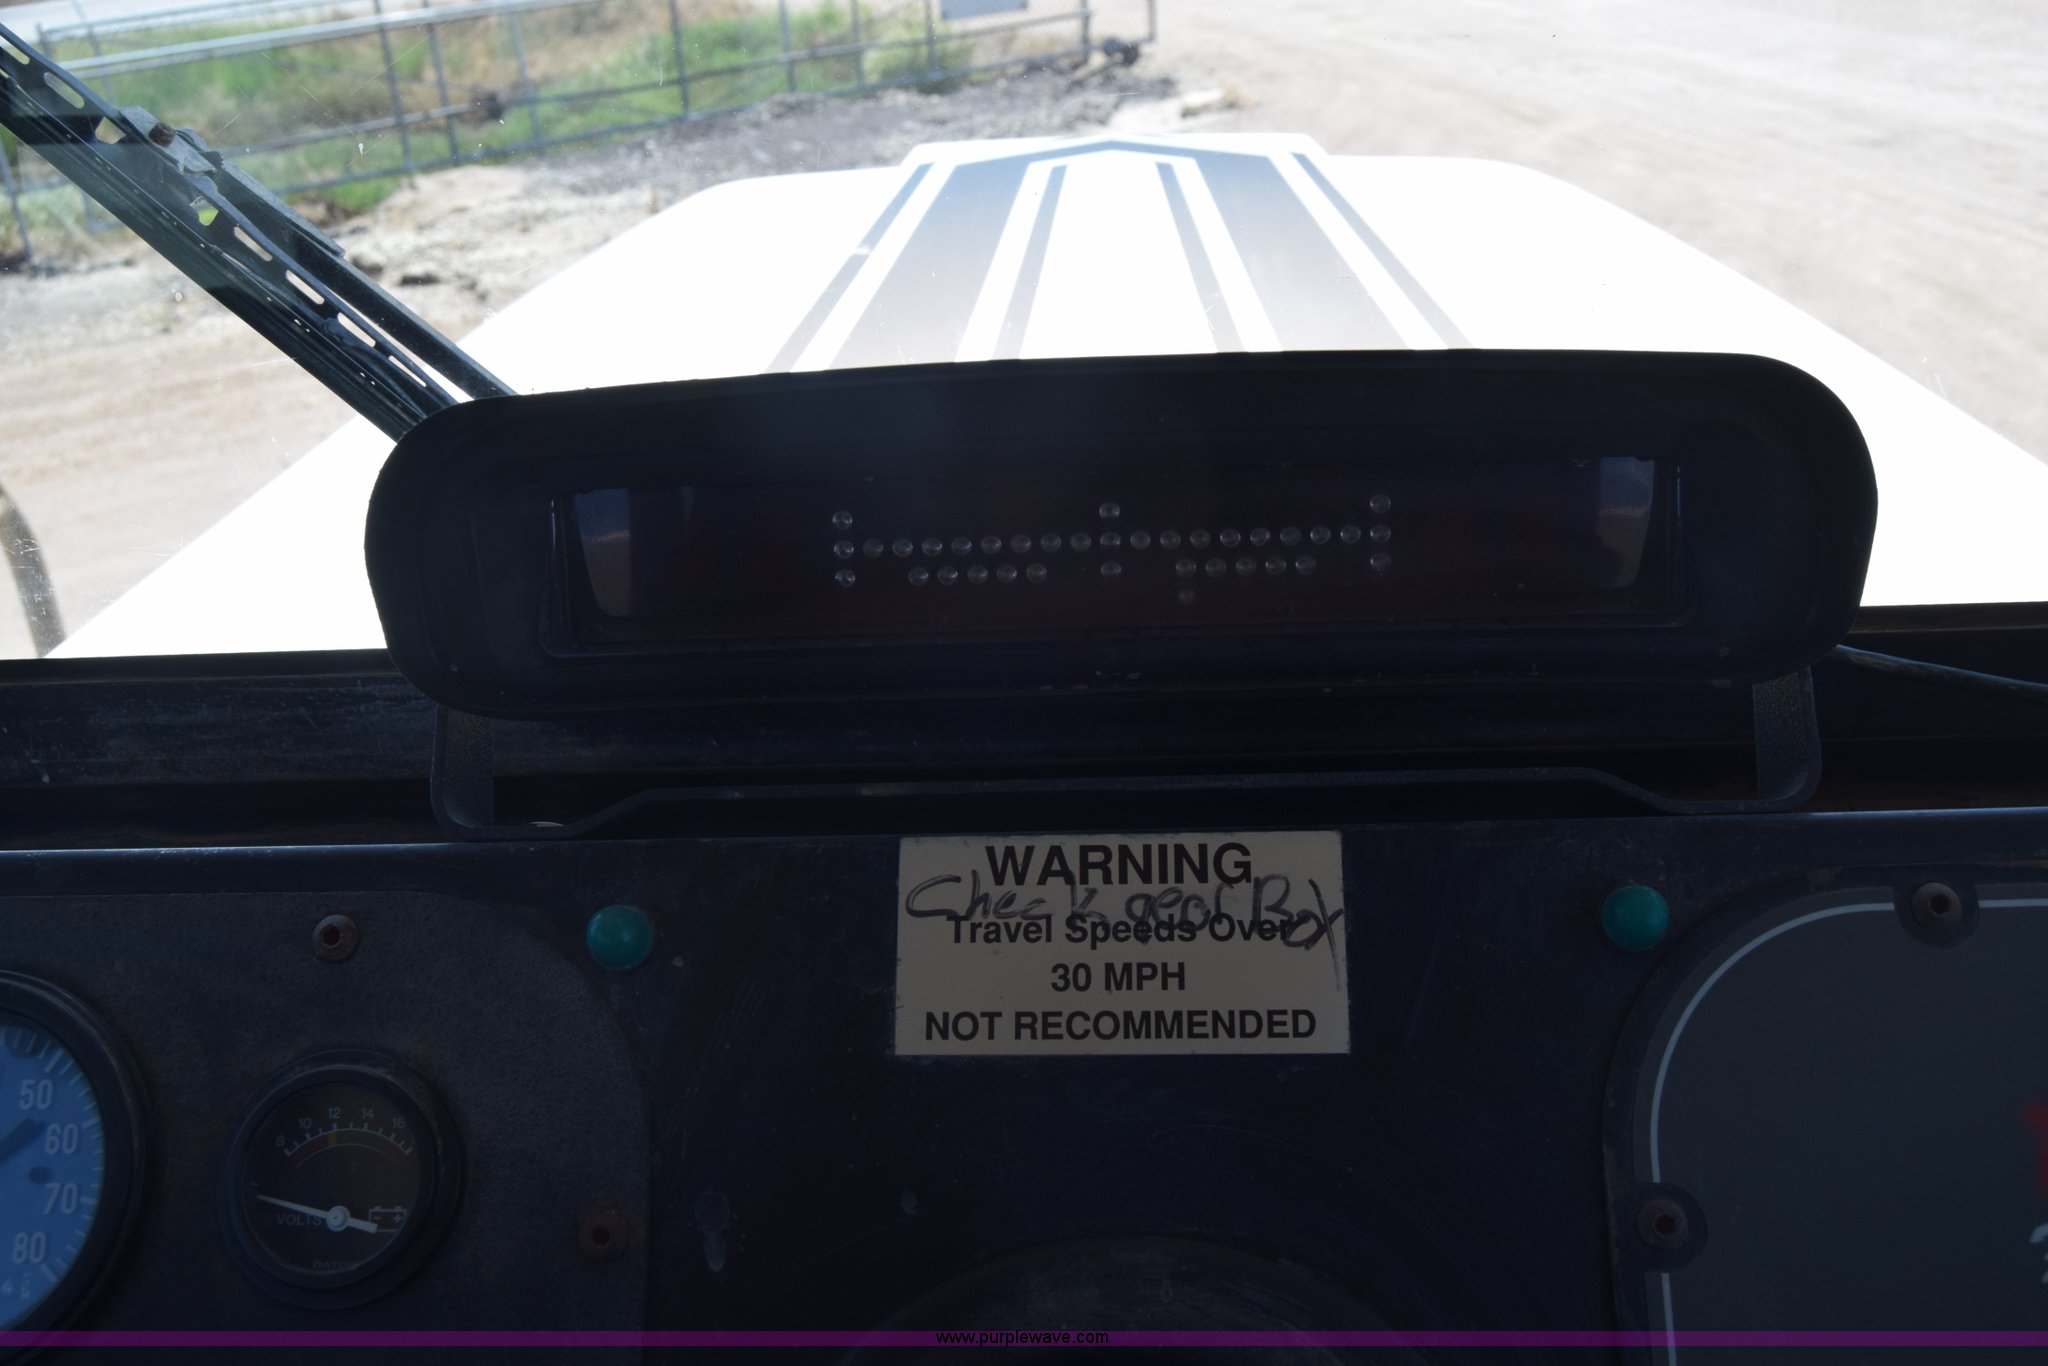 WARNING
Check gear Box
Travel Speeds Over
30 MPH
NOT RECOMMENDED
50
60
70
80
8 10 12 14 16
VOLTS
www.purplewave.com